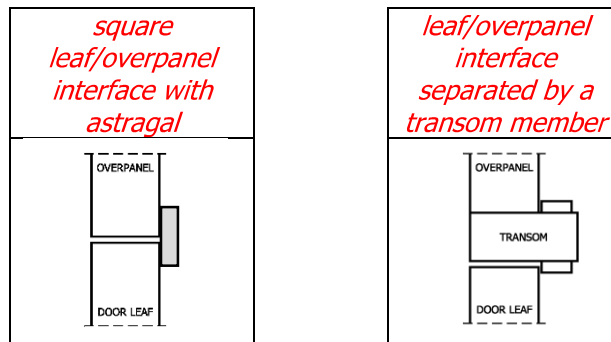 square
leaf/overpanel
interface with
astragal
OVERPANEL
DOOR LEAF
leaf/overpanel
interface
separated by a
transom member
OVERPANEL
TRANSOM
DOOR LEAF